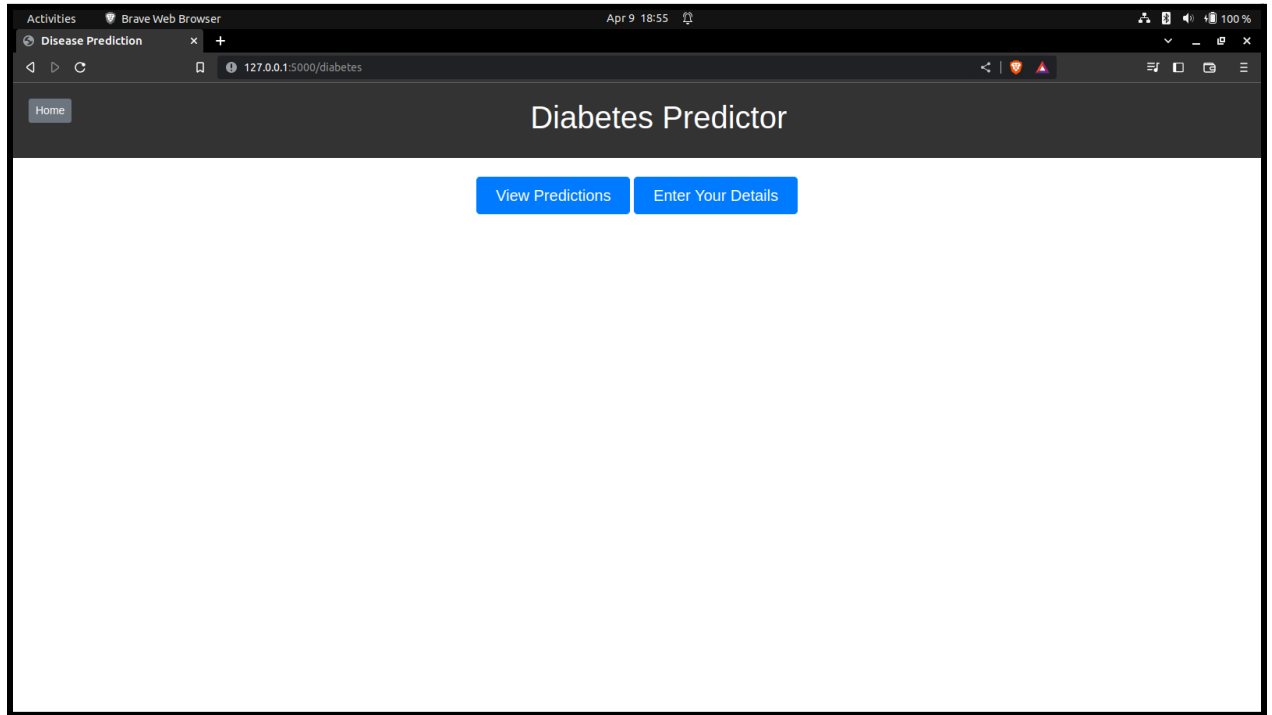 Activities Brave Web Browser Apr 9 18:55 100 %
Disease Prediction
127.0.0.1:5000/diabetes
Home
Diabetes Predictor
View Predictions Enter Your Details